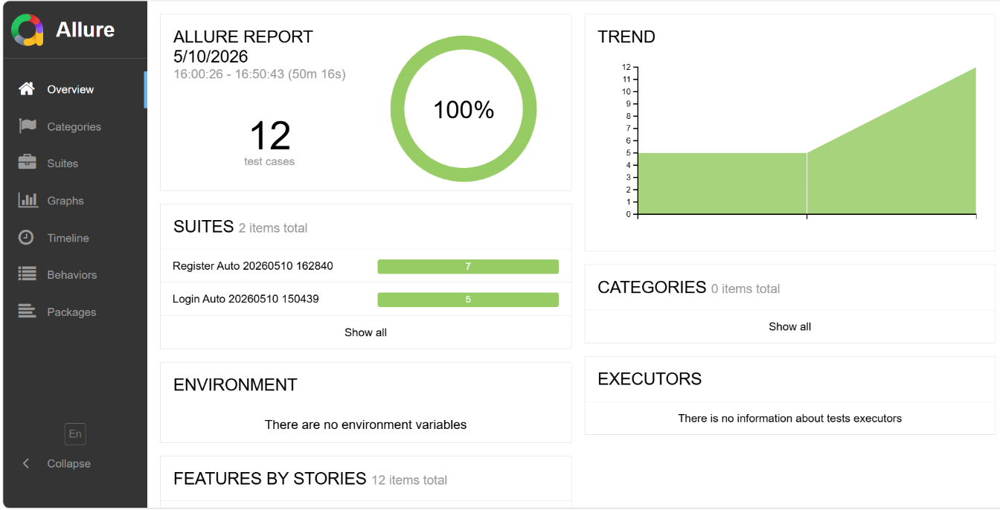 Allure
Overview
Categories
Suites
Graphs
Timeline
Behaviors
Packages
En
Collapse
ALLURE REPORT
5/10/2026
16:00:26 - 16:50:43 (50m 16s)
12
test cases
100%
SUITES 2 items total
Register Auto 20260510 162840
7
Login Auto 20260510 150439
5
Show all
ENVIRONMENT
There are no environment variables
FEATURES BY STORIES 12 items total
TREND
12
11
10
9
8
7
6
5
4
3
2
1
0
CATEGORIES 0 items total
Show all
EXECUTORS
There is no information about tests executors